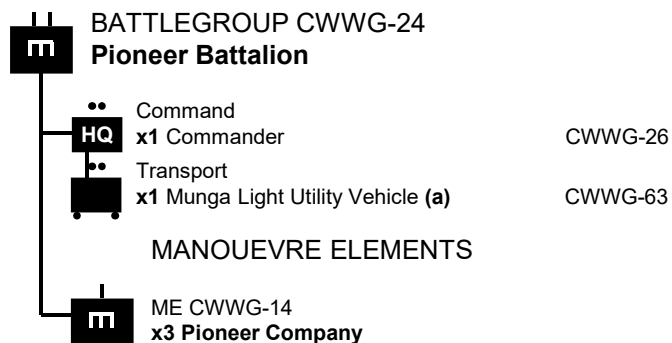 BATTLEGROUP CWWG-24
Pioneer Battalion
Command
HQ
x1 Commander CWWG-26
Transport
x1 Munga Light Utility Vehicle (a) CWWG-63
MANOUEVRE ELEMENTS
ME CWWG-14
x3 Pioneer Company